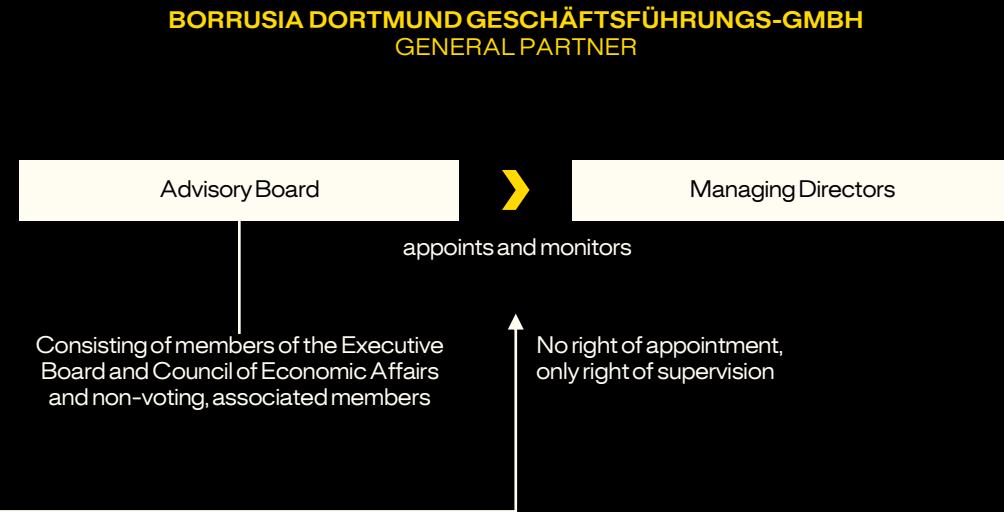 BORRUSIA DORTMUND GESCHÄFTSFÜHRUNGS-GMBH
GENERAL PARTNER
Advisory Board
Managing Directors
appoints and monitors
Consisting of members of the Executive
Board and Council of Economic Affairs
and non-voting, associated members
No right of appointment,
only right of supervision